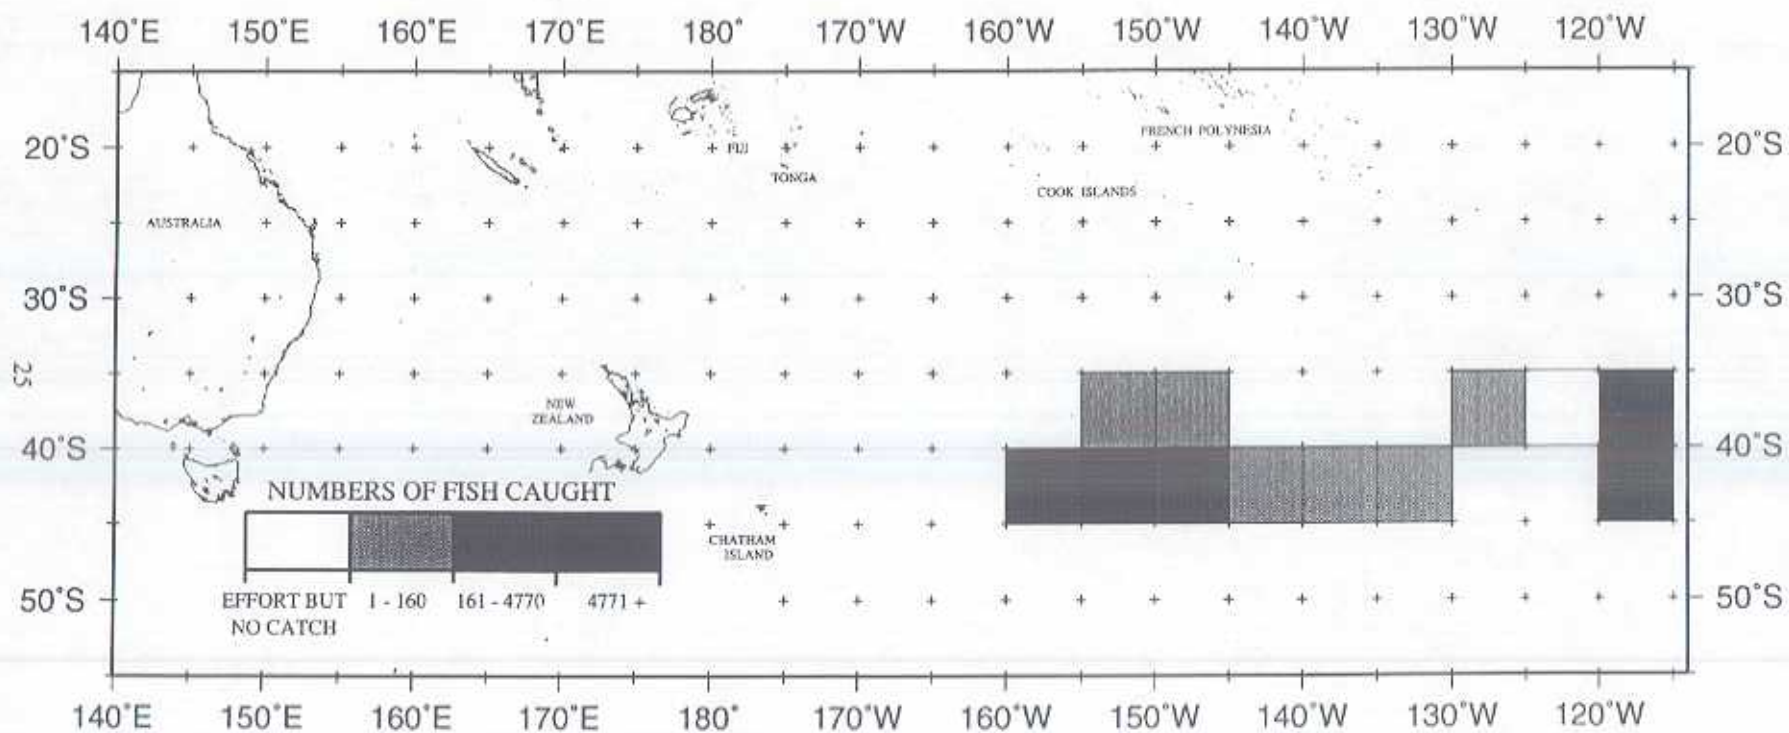 140°E 150°E 160°E 170°E 180° 170°W 160°W 150°W 140°W 130°W 120°W
FRENCH POLYNESIA
20°S 20°S
FIJI
TONGA
COOK ISLANDS
AUSTRALIA
30°S 30°S
25
NEW
ZEALAND
40°S 40°S
NUMBERS OF FISH CAUGHT
CHATHAM
ISLAND
50°S 50°S
EFFORT BUT 1 - 160 161 - 4770 4771 +
NO CATCH
140°E 150°E 160°E 170°E 180° 170°W 160°W 150°W 140°W 130°W 120°W